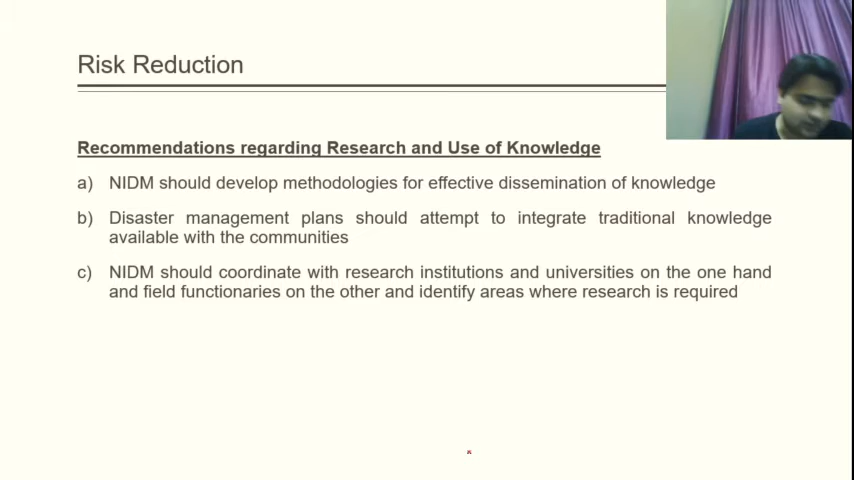 Risk Reduction
Recommendations regarding Research and Use of Knowledge
a) NIDM should develop methodologies for effective dissemination of knowledge
b) Disaster management plans should attempt to integrate traditional knowledge
available with the communities
c) NIDM should coordinate with research institutions and universities on the one hand
and field functionaries on the other and identify areas where research is required